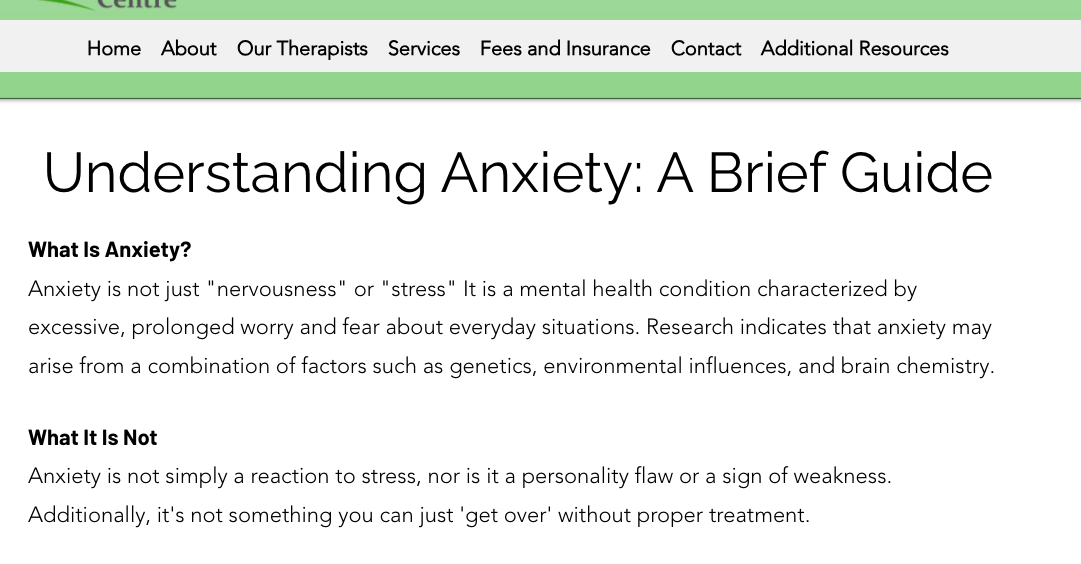 Centre
Home About Our Therapists Services Fees and Insurance Contact Additional Resources
Understanding Anxiety: A Brief Guide
What Is Anxiety?
Anxiety is not just "nervousness" or "stress" It is a mental health condition characterized by
excessive, prolonged worry and fear about everyday situations. Research indicates that anxiety may
arise from a combination of factors such as genetics, environmental influences, and brain chemistry.
What It Is Not
Anxiety is not simply a reaction to stress, nor is it a personality flaw or a sign of weakness.
Additionally, it's not something you can just 'get over' without proper treatment.